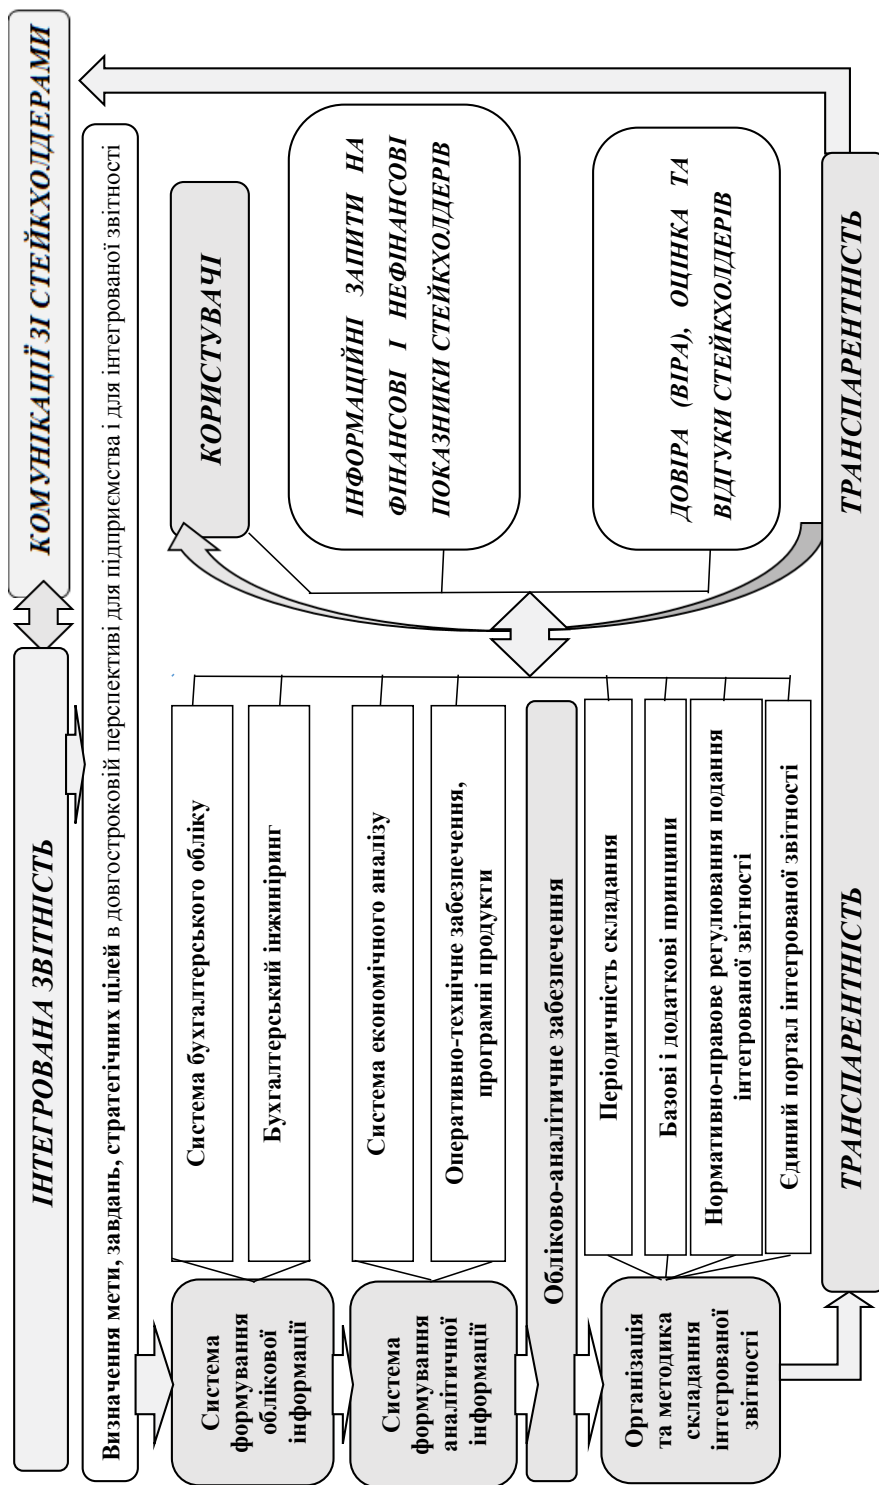 ІНТЕГРОВАНА ЗВІТНІСТЬ
КОМУНІКАЦІЇ ЗІ СТЕЙКХОЛДЕРАМИ
Визначення мети, завдань, стратегічних цілей в довгостроковій перспективі для підприємства і для інтегрованої звітності
Система
формування
облікової
інформації
Система бухгалтерського обліку
Бухгалтерський інжиніринг
Система
формування
аналітичної
інформації
Система економічного аналізу
Оперативно-технічне забезпечення,
програмні продукти
Обліково-аналітичне забезпечення
Організація
та методика
складання
інтегрованої
звітності
Періодичність складання
Базові і додаткові принципи
Нормативно-правове регулювання подання
інтегрованої звітності
Єдиний портал інтегрованої звітності
КОРИСТУВАЧІ
ІНФОРМАЦІЙНІ ЗАПИТИ НА
ФІНАНСОВІ І НЕФІНАНСОВІ
ПОКАЗНИКИ СТЕЙКХОЛДЕРІВ
ДОВІРА (ВІРА), ОЦІНКА ТА
ВІДГУКИ СТЕЙКХОЛДЕРІВ
ТРАНСПАРЕНТНІСТЬ
ТРАНСПАРЕНТНІСТЬ